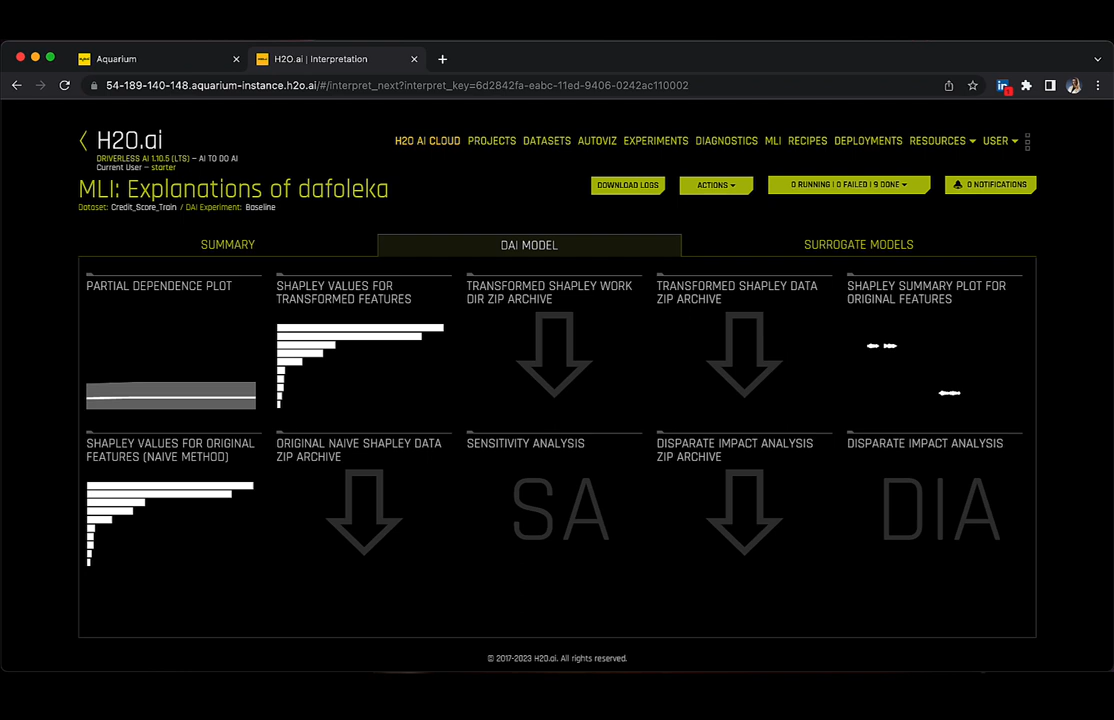 Aquarium
H2O.ai | Interpretation
54-189-140-148.aquarium-instance.h2o.ai/#/interpret_next?interpret_key=6d2842fa-eabc-11ed-9406-0242ac110002
H2O.ai
DRIVERLESS AI 1.10.5 (LTS) — AI TO DO AI
Current User — starter
H2O AI CLOUD PROJECTS DATASETS AUTOVIZ EXPERIMENTS DIAGNOSTICS MLI RECIPES DEPLOYMENTS RESOURCES USER
MLI: Explanations of dafoleka
Dataset: Credit_Score_Train / DAI Experiment: Baseline
DOWNLOAD LOGS
ACTIONS
0 RUNNING | 0 FAILED | 9 DONE
0 NOTIFICATIONS
SUMMARY
DAI MODEL
SURROGATE MODELS
PARTIAL DEPENDENCE PLOT
SHAPLEY VALUES FOR
TRANSFORMED FEATURES
TRANSFORMED SHAPLEY WORK
DIR ZIP ARCHIVE
TRANSFORMED SHAPLEY DATA
ZIP ARCHIVE
SHAPLEY SUMMARY PLOT FOR
ORIGINAL FEATURES
SHAPLEY VALUES FOR ORIGINAL
FEATURES (NAIVE METHOD)
ORIGINAL NAIVE SHAPLEY DATA
ZIP ARCHIVE
SENSITIVITY ANALYSIS
SA
DISPARATE IMPACT ANALYSIS
ZIP ARCHIVE
DISPARATE IMPACT ANALYSIS
DIA
© 2017-2023 H2O.ai. All rights reserved.